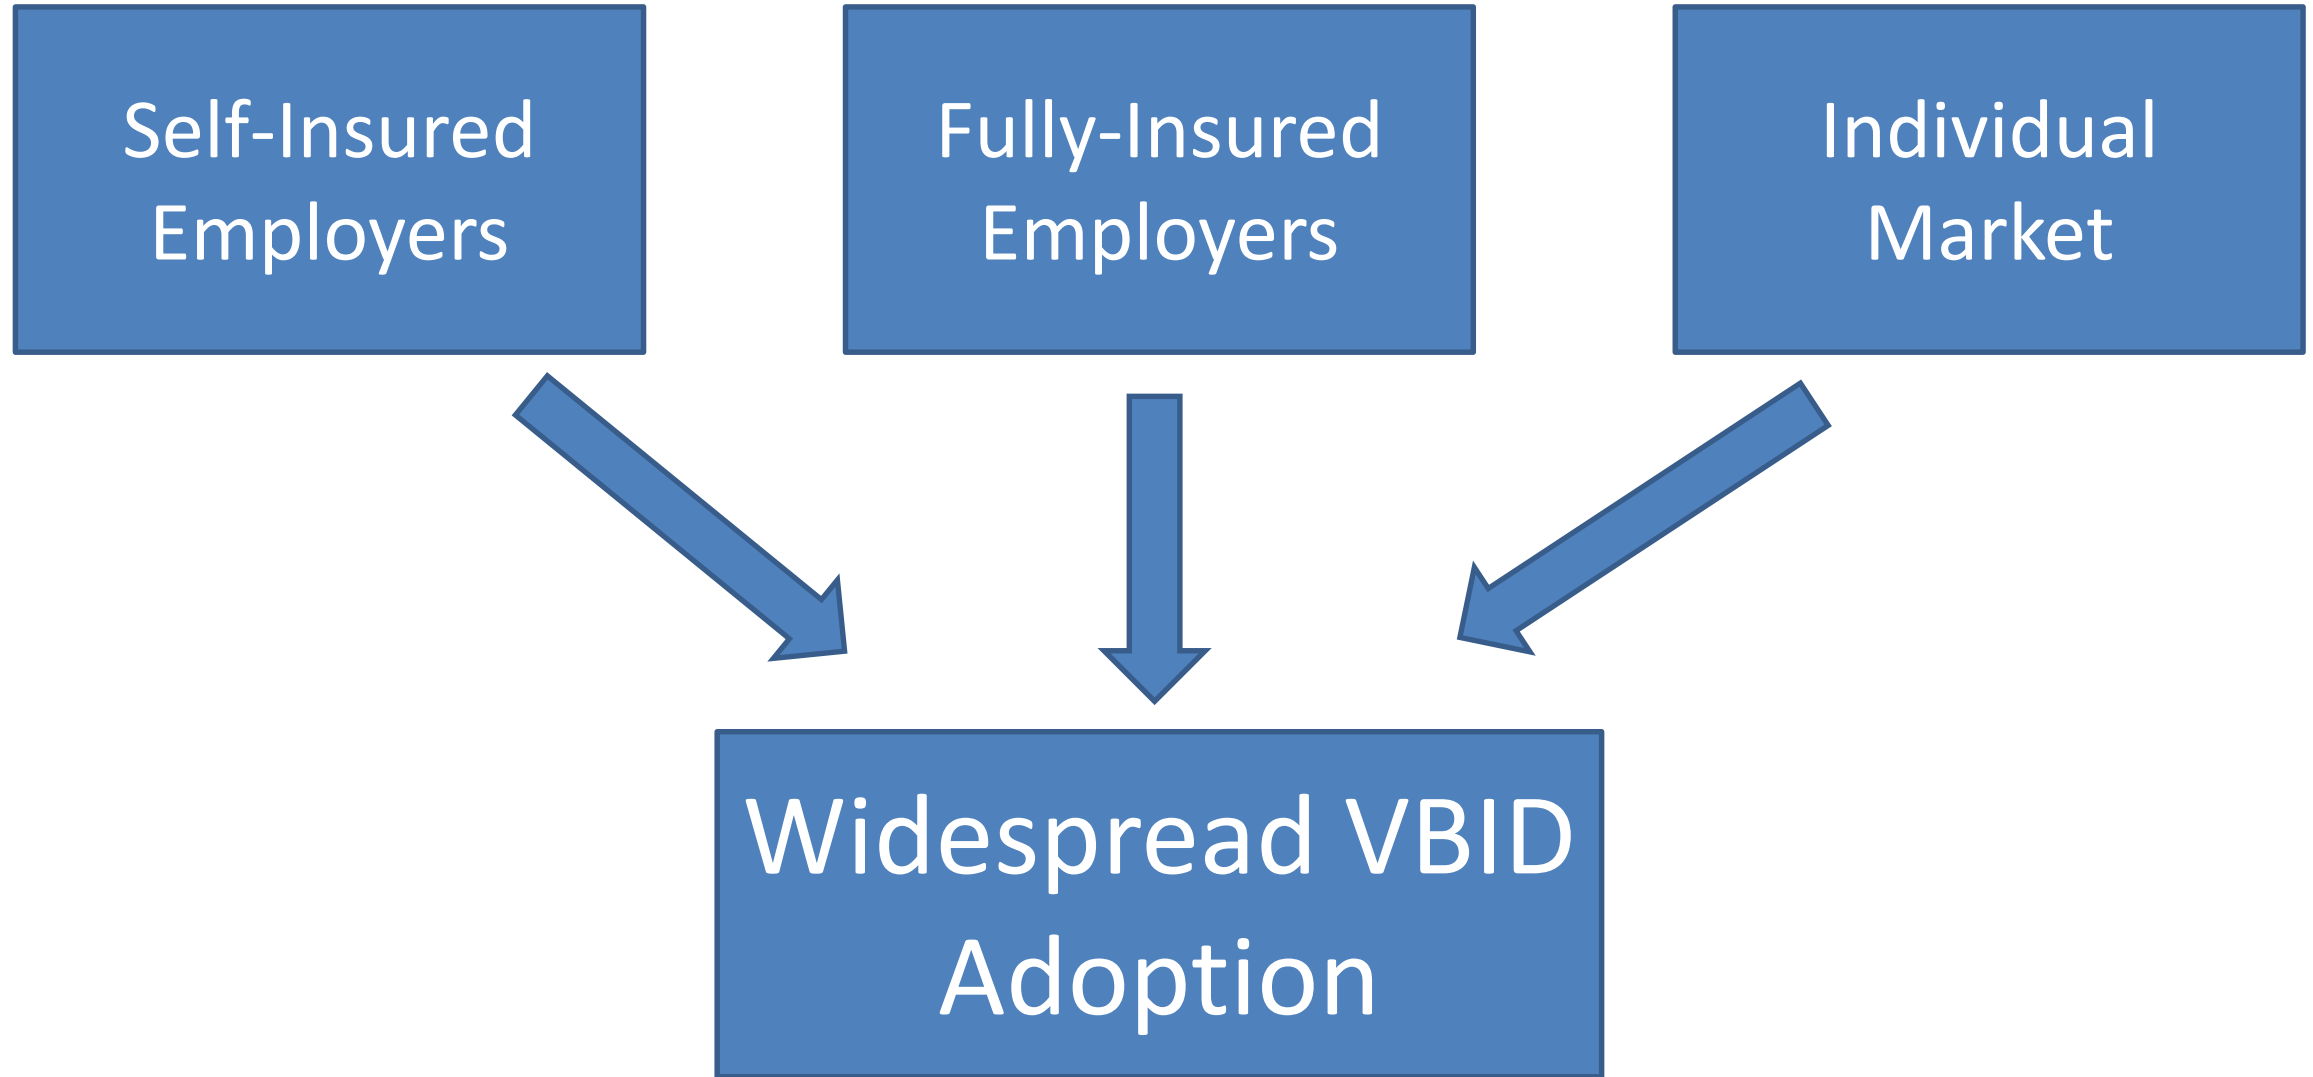 Self-Insured
Employers
Fully-Insured
Employers
Individual
Market
Widespread VBID
Adoption